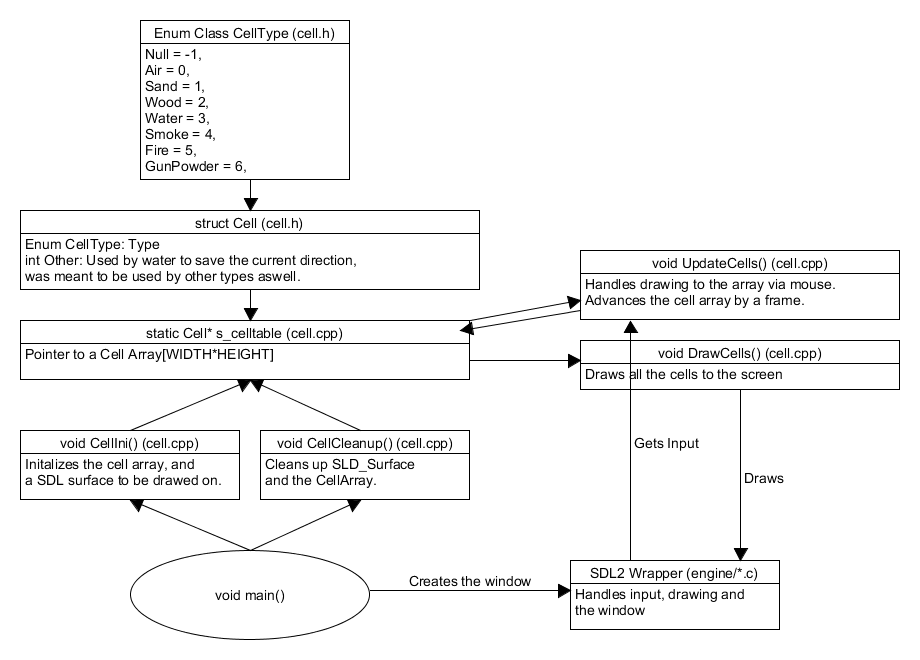 Enum Class CellType (cell.h)
Null = -1,
Air = 0,
Sand = 1,
Wood = 2,
Water = 3,
Smoke = 4,
Fire = 5,
GunPowder = 6,
struct Cell (cell.h)
Enum CellType: Type
int Other: Used by water to save the current direction,
was meant to be used by other types aswell.
void UpdateCells() (cell.cpp)
Handles drawing to the array via mouse.
Advances the cell array by a frame.
static Cell* s_celltable (cell.cpp)
Pointer to a Cell Array[WIDTH*HEIGHT]
void DrawCells() (cell.cpp)
Draws all the cells to the screen
void CellIni() (cell.cpp)
Initalizes the cell array, and
a SDL surface to be drawed on.
void CellCleanup() (cell.cpp)
Cleans up SLD_Surface
and the CellArray.
Gets Input
Draws
void main()
Creates the window
SDL2 Wrapper (engine/*.c)
Handles input, drawing and
the window